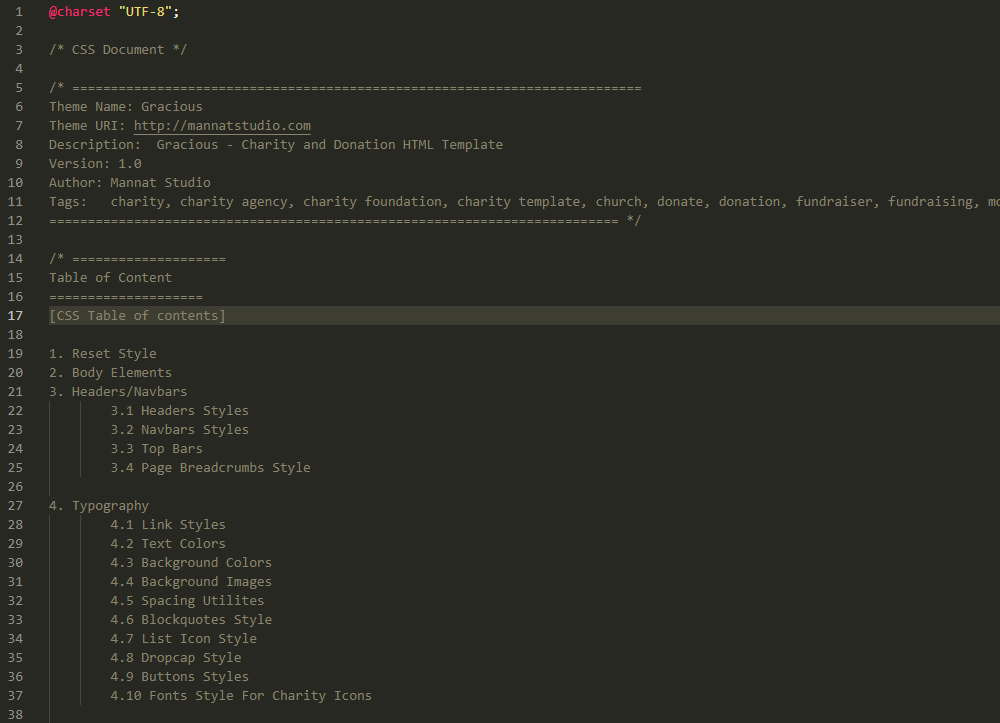 1 @charset "UTF-8";
2
3 /* CSS Document */
4
5 /* ==========================================================================
6 Theme Name: Gracious
7 Theme URI: http://mannatstudio.com
8 Description:  Gracious - Charity and Donation HTML Template
9 Version: 1.0
10 Author: Mannat Studio
11 Tags:   charity, charity agency, charity foundation, charity template, church, donate, donation, fundraiser, fundraising,
12 ========================================================================== */
13
14 /* ====================
15 Table of Content
16 ====================
17 [CSS Table of contents]
18
19 1. Reset Style
20 2. Body Elements
21 3. Headers/Navbars
22 3.1 Headers Styles
23 3.2 Navbars Styles
24 3.3 Top Bars
25 3.4 Page Breadcrumbs Style
26
27 4. Typography
28 4.1 Link Styles
29 4.2 Text Colors
30 4.3 Background Colors
31 4.4 Background Images
32 4.5 Spacing Utilites
33 4.6 Blockquotes Style
34 4.7 List Icon Style
35 4.8 Dropcap Style
36 4.9 Buttons Styles
37 4.10 Fonts Style For Charity Icons
38